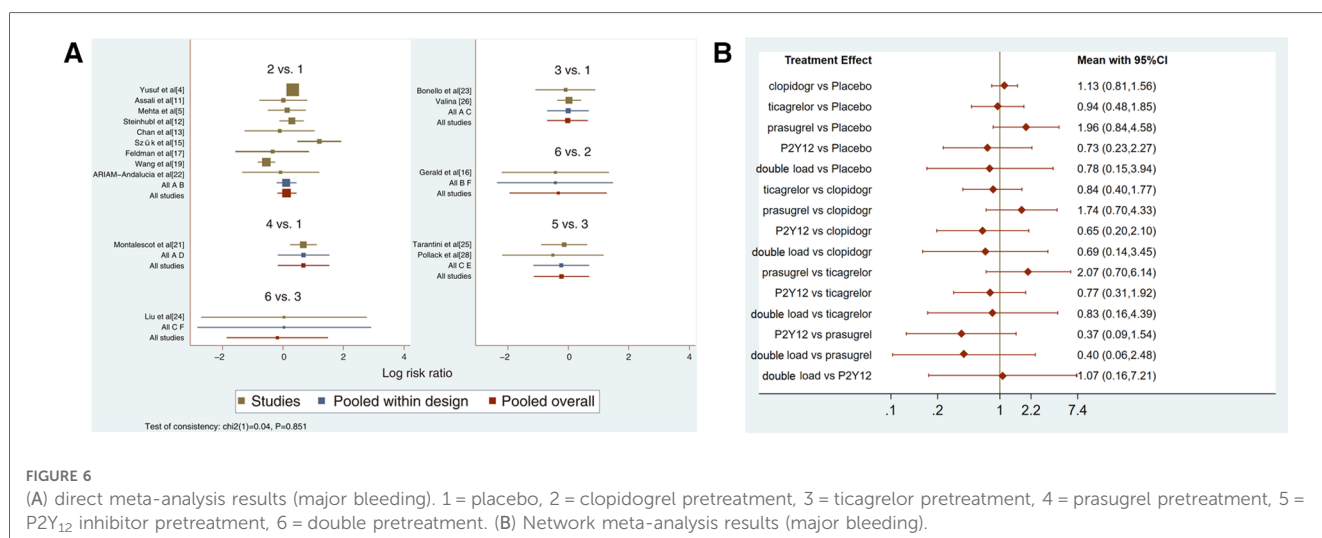 A
2 vs. 1
Yusuf et al[4]
Assali et al[11]
Mehta et al[5]
Steinhubl et al[12]
Chan et al[13]
Szük et al[15]
Feldman et al[17]
Wang et al[19]
ARIAM-Andalucia et al[22]
All A B
All studies
4 vs. 1
Montalescot et al[21]
All A D
All studies
6 vs. 3
Liu et al[24]
All C F
All studies
-2 0 2 4
3 vs. 1
Bonello et al[23]
Valina [26]
All A C
All studies
6 vs. 2
Gerald et al[16]
All B F
All studies
5 vs. 3
Tarantini et al[25]
Pollack et al[28]
All C E
All studies
-2 0 2 4
Log risk ratio
Studies Pooled within design Pooled overall
Test of consistency: chi2(1)=0.04, P=0.851
B
Treatment Effect Mean with 95%CI
clopidogr vs Placebo 1.13 (0.81,1.56)
ticagrelor vs Placebo 0.94 (0.48,1.85)
prasugrel vs Placebo 1.96 (0.84,4.58)
P2Y12 vs Placebo 0.73 (0.23,2.27)
double load vs Placebo 0.78 (0.15,3.94)
ticagrelor vs clopidogr 0.84 (0.40,1.77)
prasugrel vs clopidogr 1.74 (0.70,4.33)
P2Y12 vs clopidogr 0.65 (0.20,2.10)
double load vs clopidogr 0.69 (0.14,3.45)
prasugrel vs ticagrelor 2.07 (0.70,6.14)
P2Y12 vs ticagrelor 0.77 (0.31,1.92)
double load vs ticagrelor 0.83 (0.16,4.39)
P2Y12 vs prasugrel 0.37 (0.09,1.54)
double load vs prasugrel 0.40 (0.06,2.48)
double load vs P2Y12 1.07 (0.16,7.21)
.1 .2 1 2.2 7.4
FIGURE 6
(A) direct meta-analysis results (major bleeding). 1 = placebo, 2 = clopidogrel pretreatment, 3 = ticagrelor pretreatment, 4 = prasugrel pretreatment, 5 =
P2Y₁₂ inhibitor pretreatment, 6 = double pretreatment. (B) Network meta-analysis results (major bleeding).